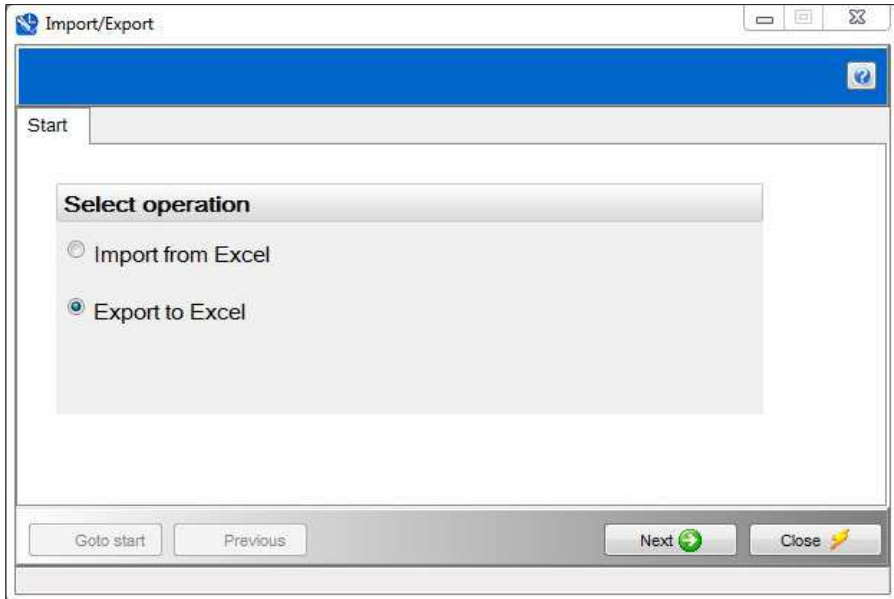 Import/Export
Start
Select operation
Import from Excel
Export to Excel
Goto start Previous Next Close